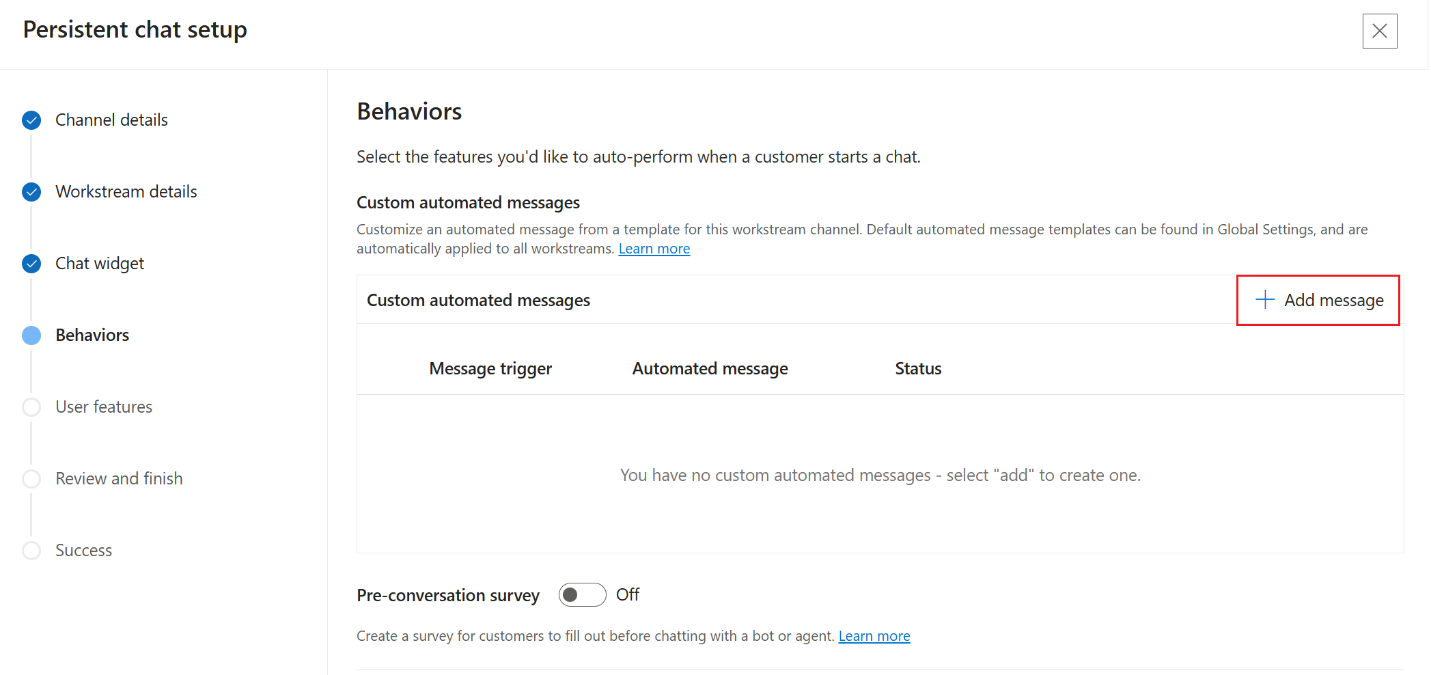 Persistent chat setup
Channel details
Workstream details
Chat widget
Behaviors
User features
Review and finish
Success
Behaviors
Select the features you'd like to auto-perform when a customer starts a chat.
Custom automated messages
Customize an automated message from a template for this workstream channel. Default automated message templates can be found in Global Settings, and are
automatically applied to all workstreams. Learn more
Custom automated messages
Add message
Message trigger Automated message Status
You have no custom automated messages - select "add" to create one.
Pre-conversation survey Off
Create a survey for customers to fill out before chatting with a bot or agent. Learn more